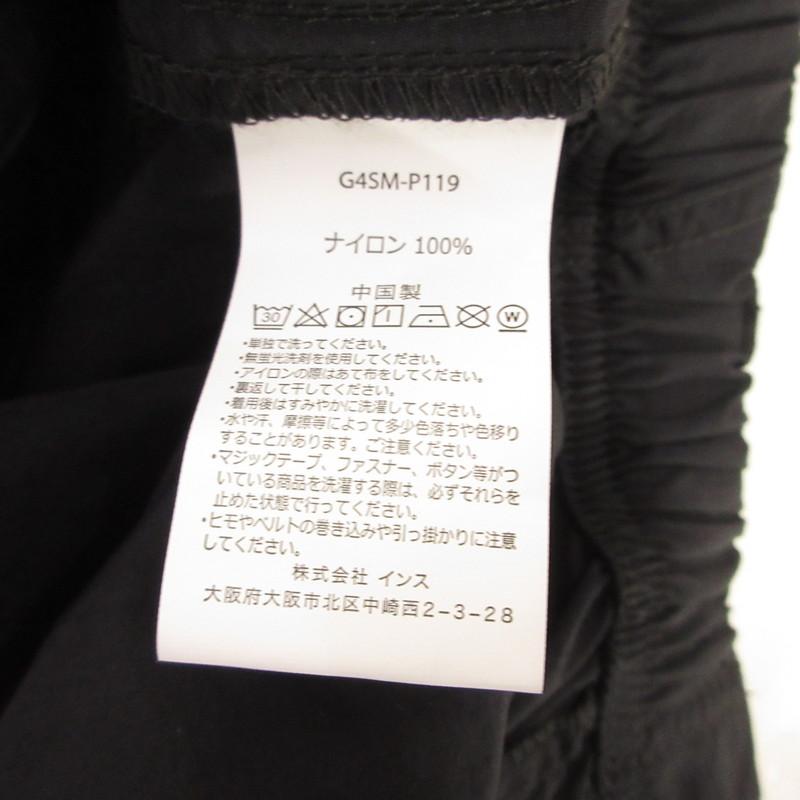 G4SM-P119
ナイロン 100%
中国製
30 W
・単独で洗ってください。
・無蛍光洗剤を使用してください。
・アイロンの際はあて布をしてください。
・裏返して干してください。
・着用後はすみやかに洗濯してください。
・水や汗、摩擦等によって多少色落ちや色移り
することがあります。ご注意ください。
・マジックテープ、ファスナー、ボタン等がつ
いている商品を洗濯する際は、必ずそれらを
止めた状態で行ってください。
・ヒモやベルトの巻き込みや引っ掛かりに注意
してください。
株式会社 インス
大阪府大阪市北区中崎西2-3-28